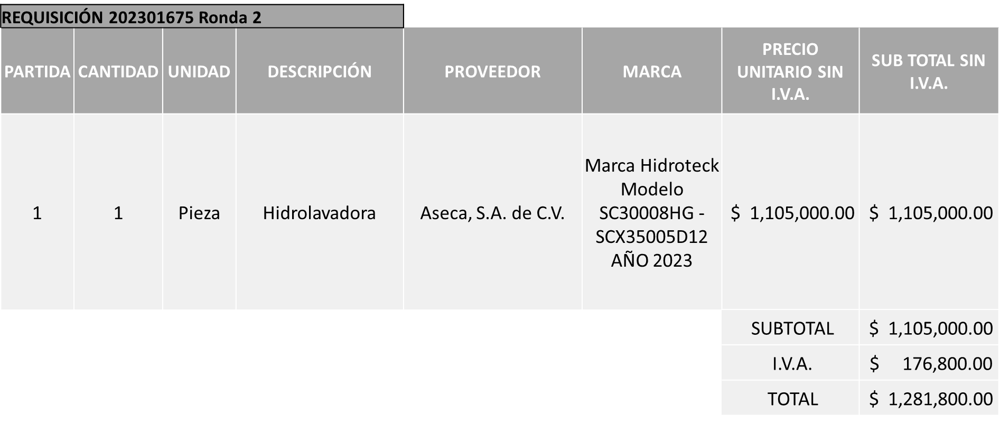 REQUISICIÓN 202301675 Ronda 2
PARTIDA
CANTIDAD
UNIDAD
DESCRIPCIÓN
PROVEEDOR
MARCA
PRECIO
UNITARIO SIN
I.V.A.
SUB TOTAL SIN
I.V.A.
1
1
Pieza
Hidrolavadora
Aseca, S.A. de C.V.
Marca Hidroteck
Modelo
SC30008HG -
SCX35005D12
AÑO 2023
$ 1,105,000.00
$ 1,105,000.00
SUBTOTAL
$ 1,105,000.00
I.V.A.
$ 176,800.00
TOTAL
$ 1,281,800.00